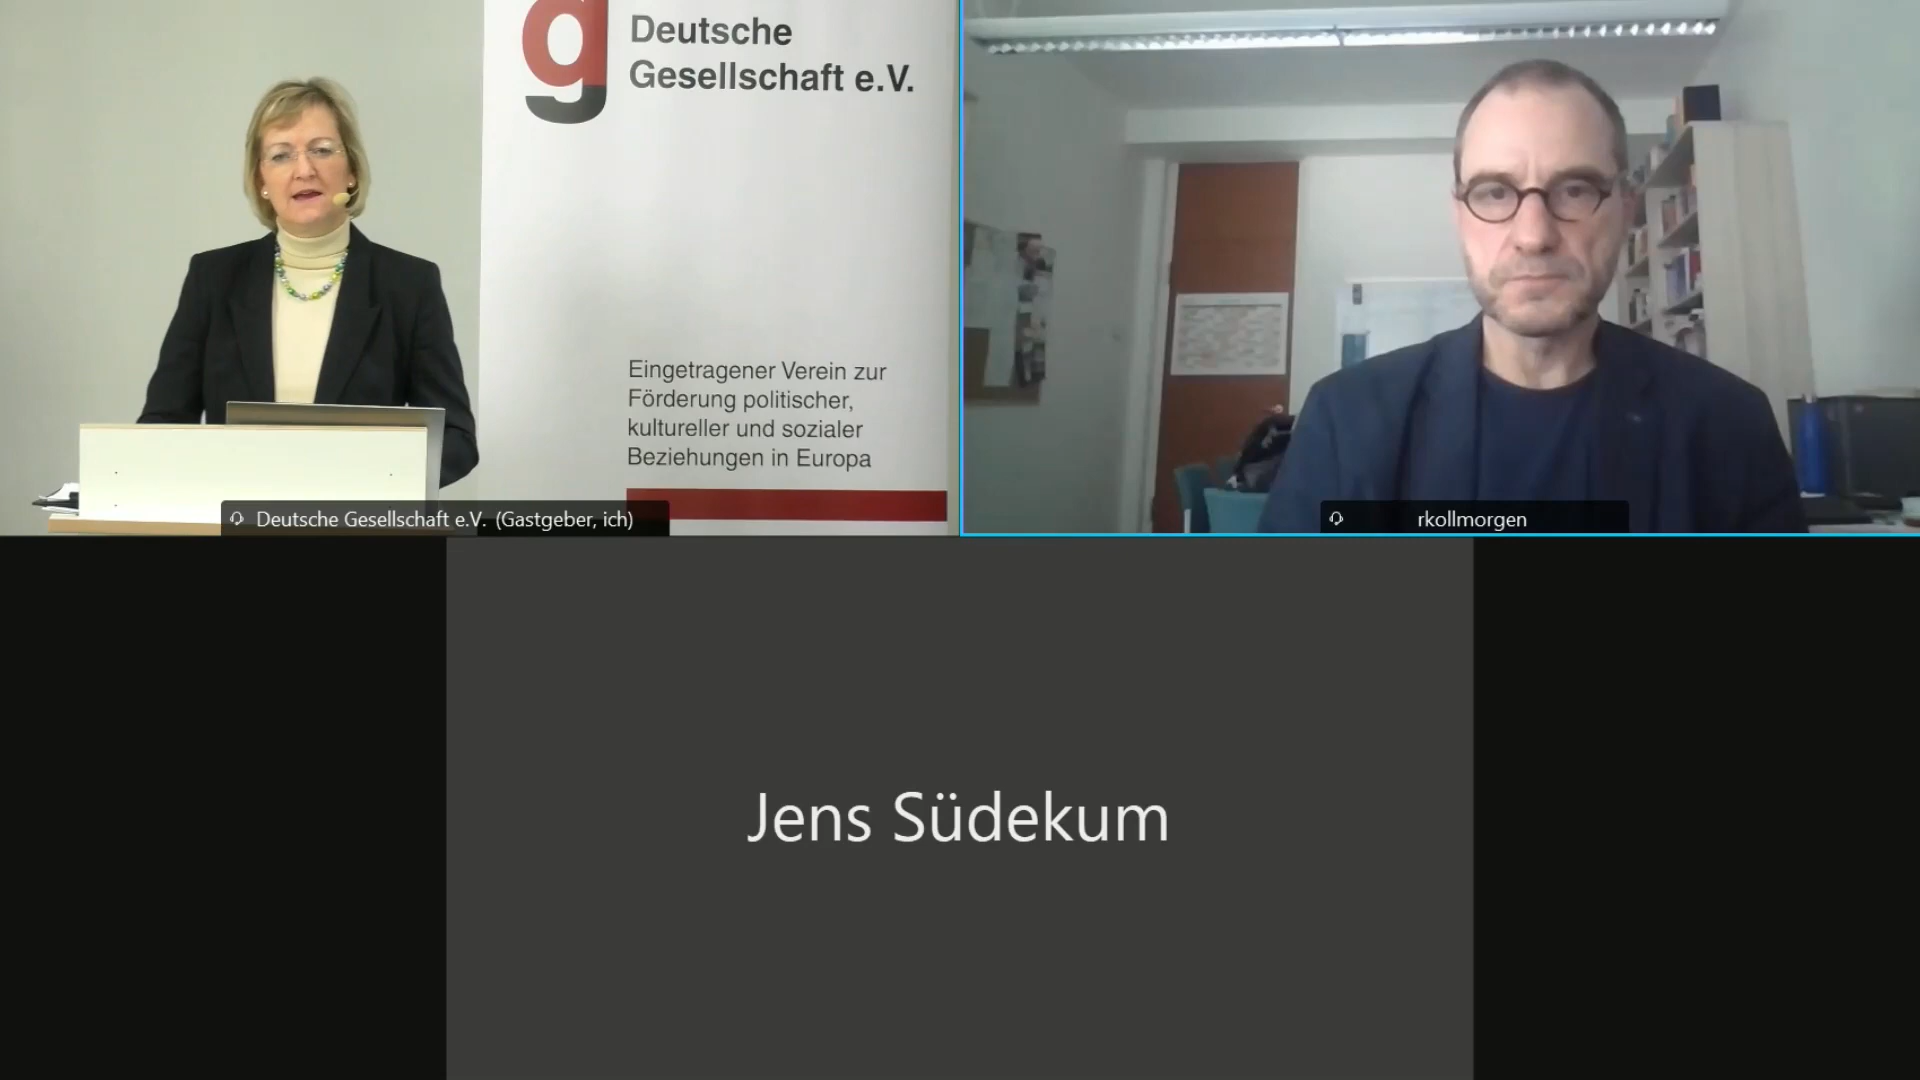 g
Deutsche
Gesellschaft e.V.
Eingetragener Verein zur
Förderung politischer,
kultureller und sozialer
Beziehungen in Europa
Deutsche Gesellschaft e.V. (Gastgeber, ich)
rkollmorgen
Jens Südekum